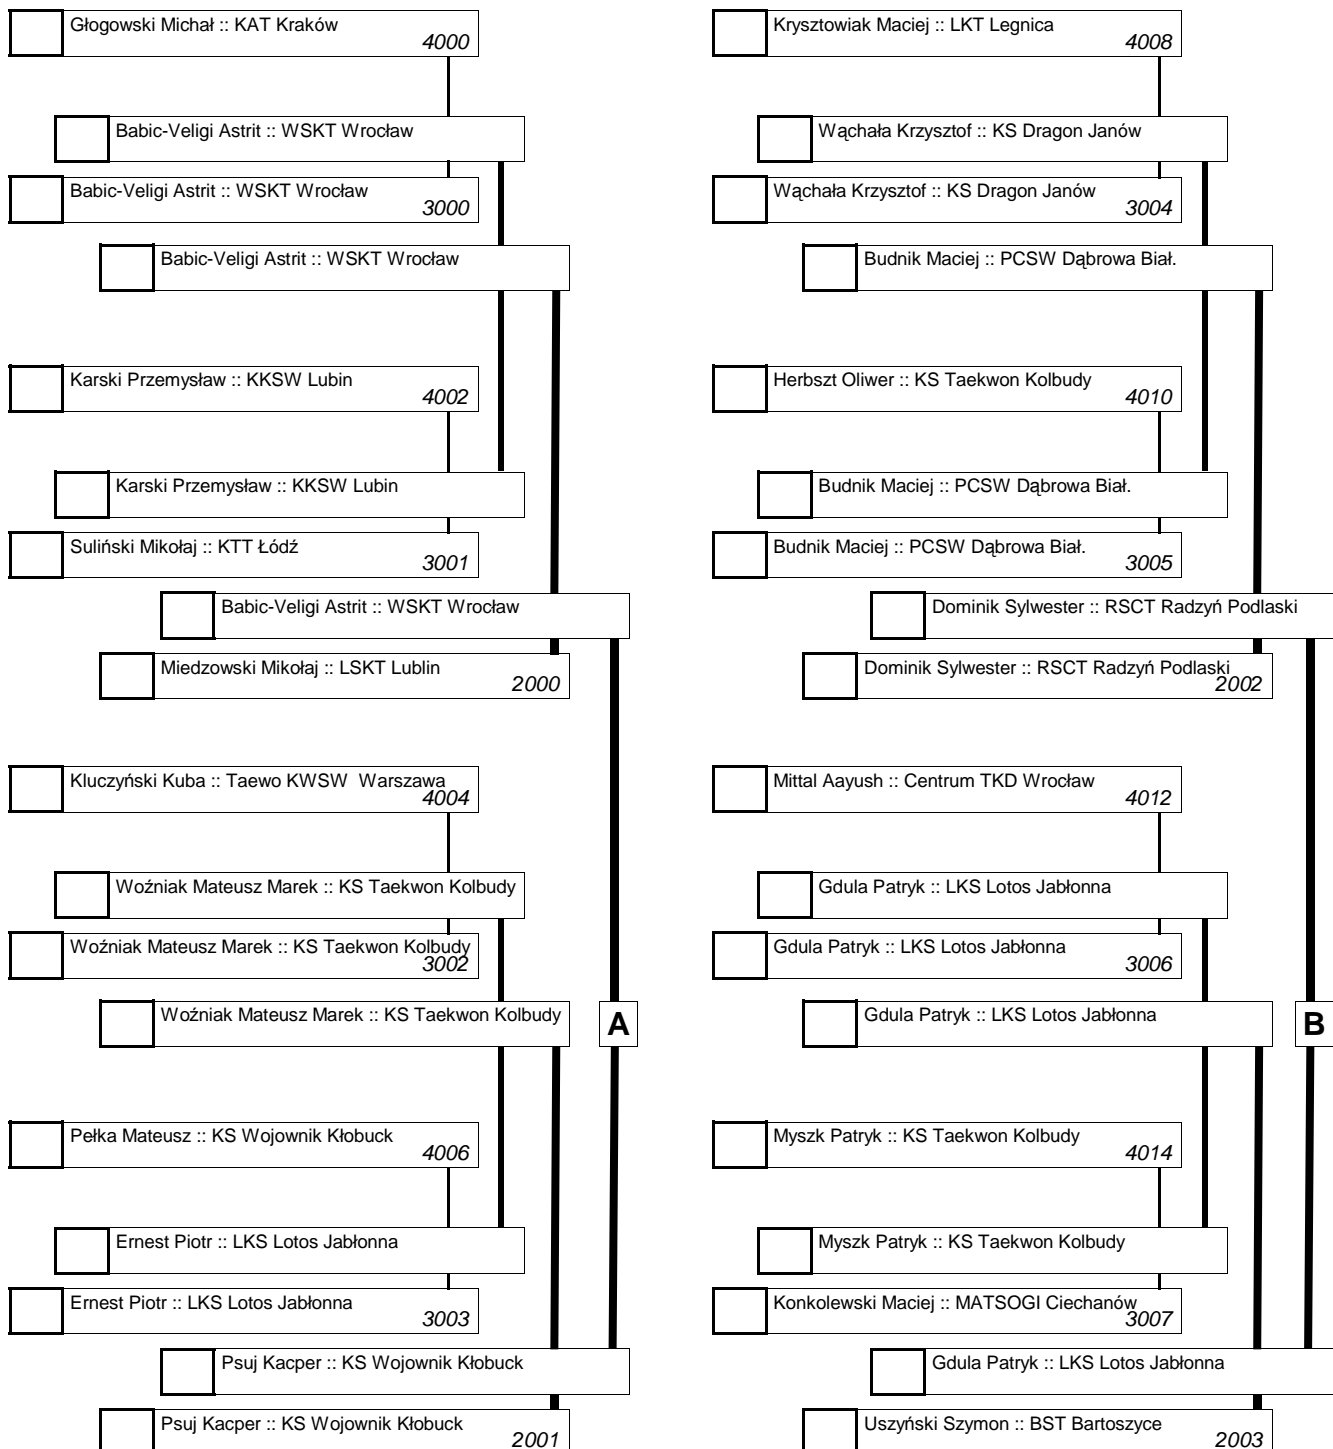 Głogowski Michał :: KAT Kraków
4000
Babic-Veligi Astrit :: WSKT Wrocław
Babic-Veligi Astrit :: WSKT Wrocław
3000
Babic-Veligi Astrit :: WSKT Wrocław
Karski Przemysław :: KKSW Lubin
4002
Karski Przemysław :: KKSW Lubin
Suliński Mikołaj :: KTT Łódź
3001
Babic-Veligi Astrit :: WSKT Wrocław
Miedzowski Mikołaj :: LSKT Lublin
2000
Kluczyński Kuba :: Taewo KWSW  Warszawa
4004
Woźniak Mateusz Marek :: KS Taekwon Kolbudy
Woźniak Mateusz Marek :: KS Taekwon Kolbudy
3002
Woźniak Mateusz Marek :: KS Taekwon Kolbudy
A
Pełka Mateusz :: KS Wojownik Kłobuck
4006
Ernest Piotr :: LKS Lotos Jabłonna
Ernest Piotr :: LKS Lotos Jabłonna
3003
Psuj Kacper :: KS Wojownik Kłobuck
Psuj Kacper :: KS Wojownik Kłobuck
2001
Krysztowiak Maciej :: LKT Legnica
4008
Wąchała Krzysztof :: KS Dragon Janów
Wąchała Krzysztof :: KS Dragon Janów
3004
Budnik Maciej :: PCSW Dąbrowa Biał.
Herbszt Oliwer :: KS Taekwon Kolbudy
4010
Budnik Maciej :: PCSW Dąbrowa Biał.
Budnik Maciej :: PCSW Dąbrowa Biał.
3005
Dominik Sylwester :: RSCT Radzyń Podlaski
Dominik Sylwester :: RSCT Radzyń Podlaski
2002
Mittal Aayush :: Centrum TKD Wrocław
4012
Gdula Patryk :: LKS Lotos Jabłonna
Gdula Patryk :: LKS Lotos Jabłonna
3006
Gdula Patryk :: LKS Lotos Jabłonna
B
Myszk Patryk :: KS Taekwon Kolbudy
4014
Myszk Patryk :: KS Taekwon Kolbudy
Konkolewski Maciej :: MATSOGI Ciechanów
3007
Gdula Patryk :: LKS Lotos Jabłonna
Uszyński Szymon :: BST Bartoszyce
2003